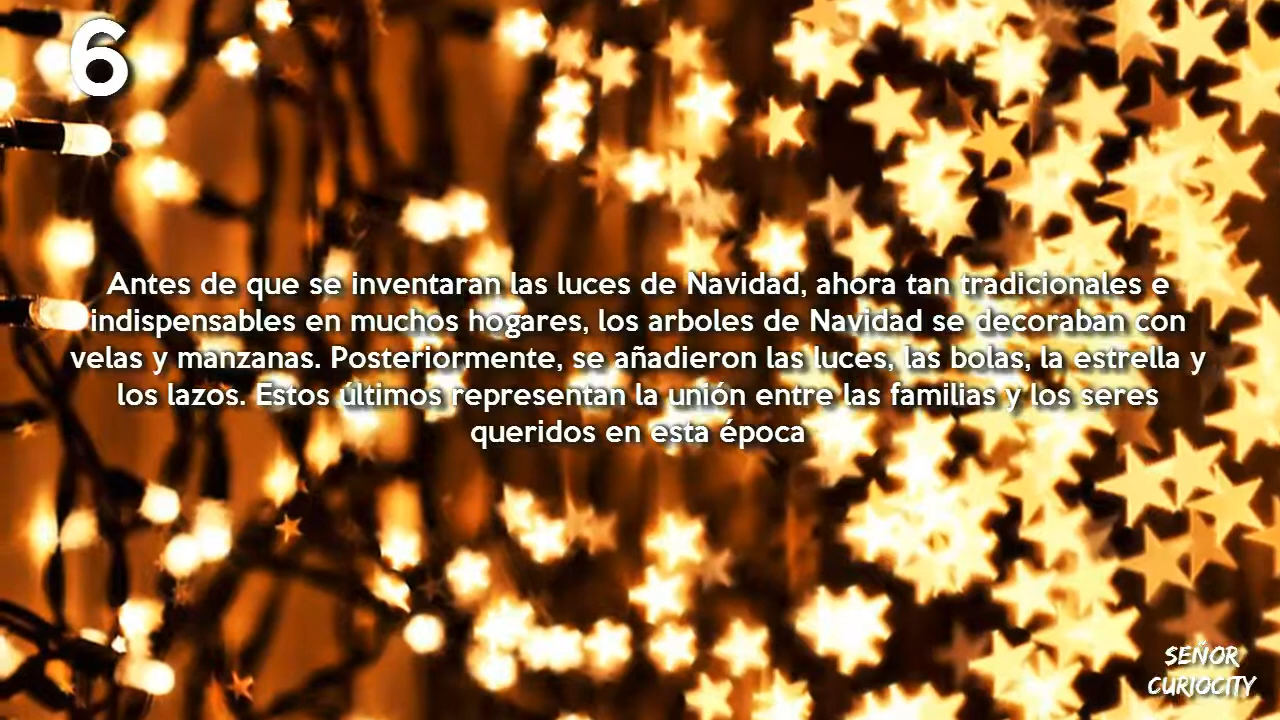 6
Antes de que se inventaran las luces de Navidad, ahora tan tradicionales e
indispensables en muchos hogares, los arboles de Navidad se decoraban con
velas y manzanas. Posteriormente, se añadieron las luces, las bolas, la estrella y
los lazos. Estos últimos representan la unión entre las familias y los seres
queridos en esta época
SEÑOR
CURIOCITY